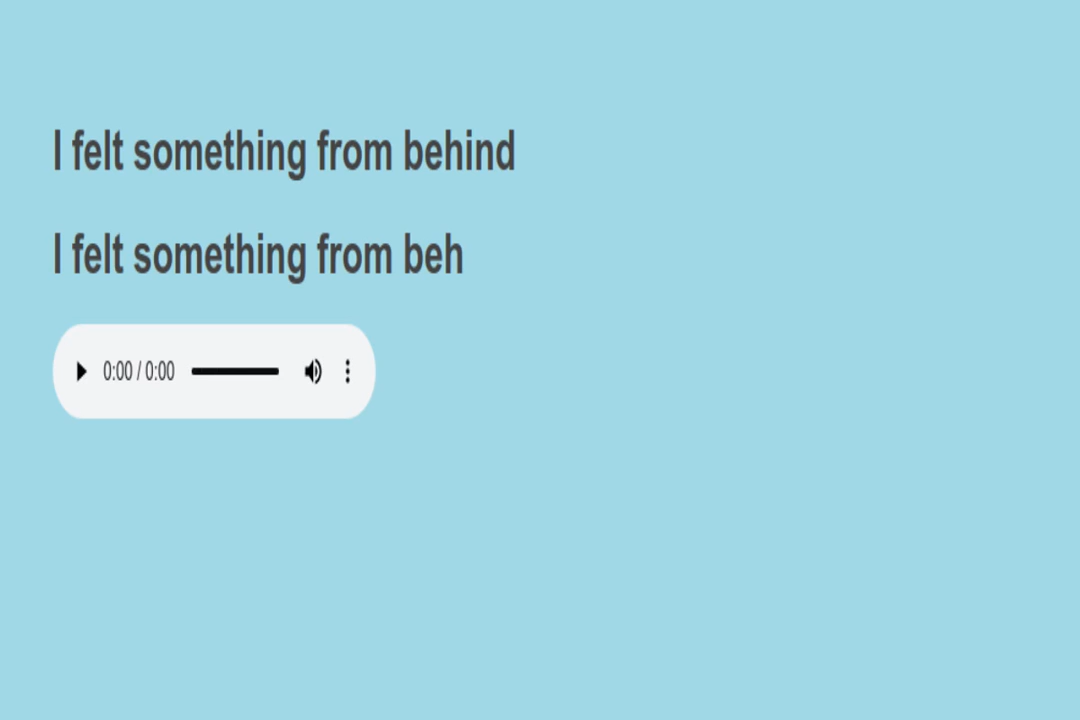 I felt something from behind
I felt something from beh
0:00 / 0:00